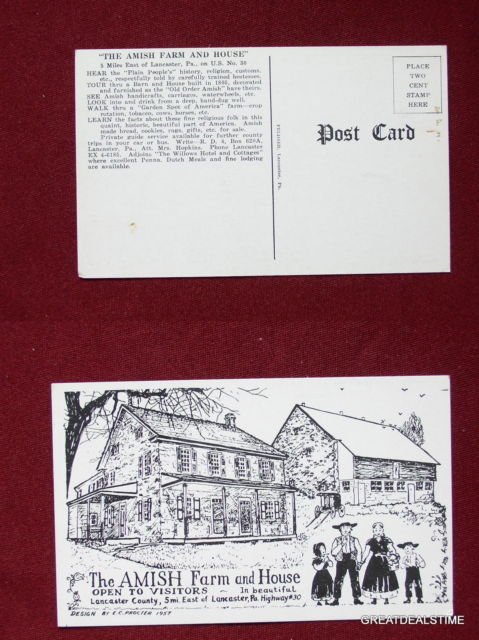 "THE AMISH FARM AND HOUSE"
5 Miles East of Lancaster, Pa., on U.S. No. 30
HEAR the "Plain People's" history, religion, customs,
etc., respectfully told by carefully trained hostesses.
TOUR thru a Barn and House built in 1805, decorated
and furnished as the "Old Order Amish" have theirs.
SEE Amish handicrafts, carriages, waterwheels, etc.
LOOK into and drink from a deep, hand-dug well.
WALK thru a "Garden Spot of America" farm—crop
rotation, tobacco, cows, horses, etc.
LEARN the facts about these fine religious folk in this
quaint, historic, beautiful part of America. Amish
made bread, cookies, rugs, gifts, etc. for sale.
Private guide service available for further county
trips in your car or bus. Write—R. D. 4, Box
Lancaster, Pa., Att. Mrs. Hopkins. Phone Lancaster
EX 4-6185. Adjoins "The Willows Hotel and Cottages"
where excellent Penna. Dutch Meals and fine lodging
are available.
Lancaster, Pa.
PLACE
TWO
CENT
STAMP
HERE
Post Card
The AMISH Farm and House
OPEN TO VISITORS ~ In beautiful
Lancaster County, 5mi. East of Lancaster, Pa. Highway #30
DESIGN BY E.C. PROCTER 1957
GREATDEALSTIME